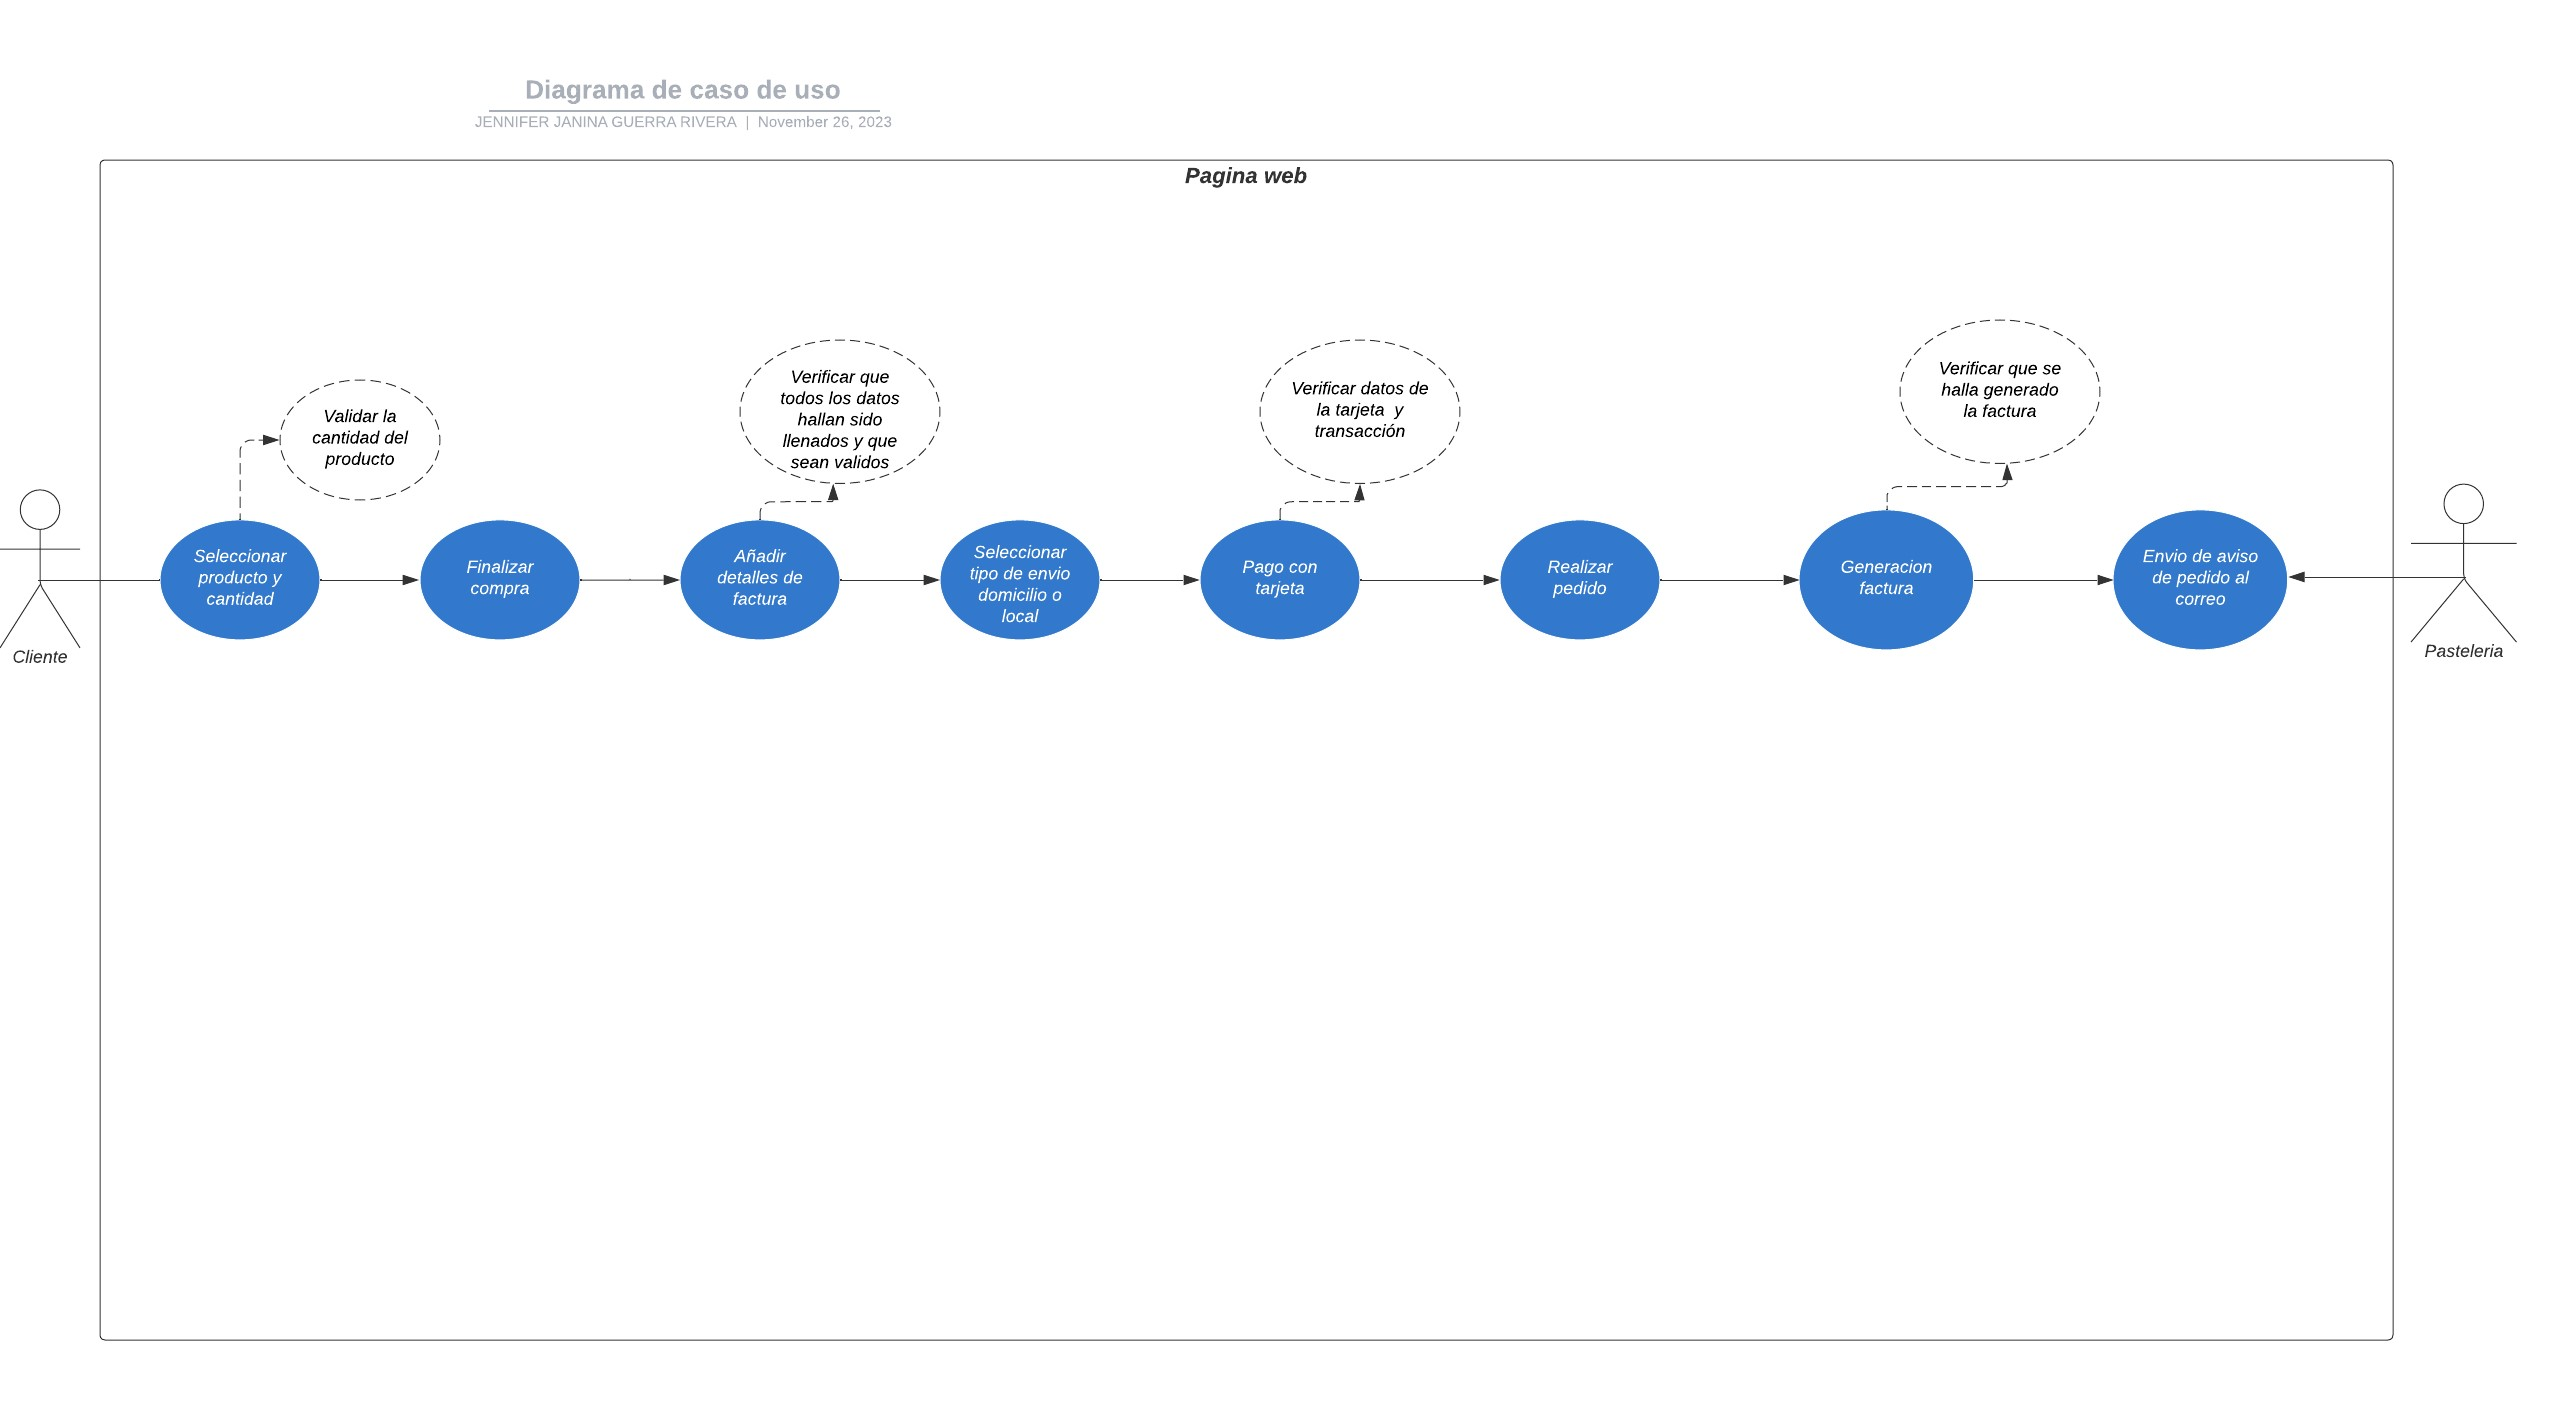 Diagrama de caso de uso
JENNIFER JANINA GUERRA RIVERA | November 26, 2023
Pagina web
Validar la
cantidad del
producto
Verificar que
todos los datos
hallan sido
llenados y que
sean validos
Verificar datos de
la tarjeta y
transacción
Verificar que se
halla generado
la factura
Cliente
Seleccionar
producto y
cantidad
Finalizar
compra
Añadir
detalles de
factura
Seleccionar
tipo de envio
domicilio o
local
Pago con
tarjeta
Realizar
pedido
Generacion
factura
Envio de aviso
de pedido al
correo
Pasteleria